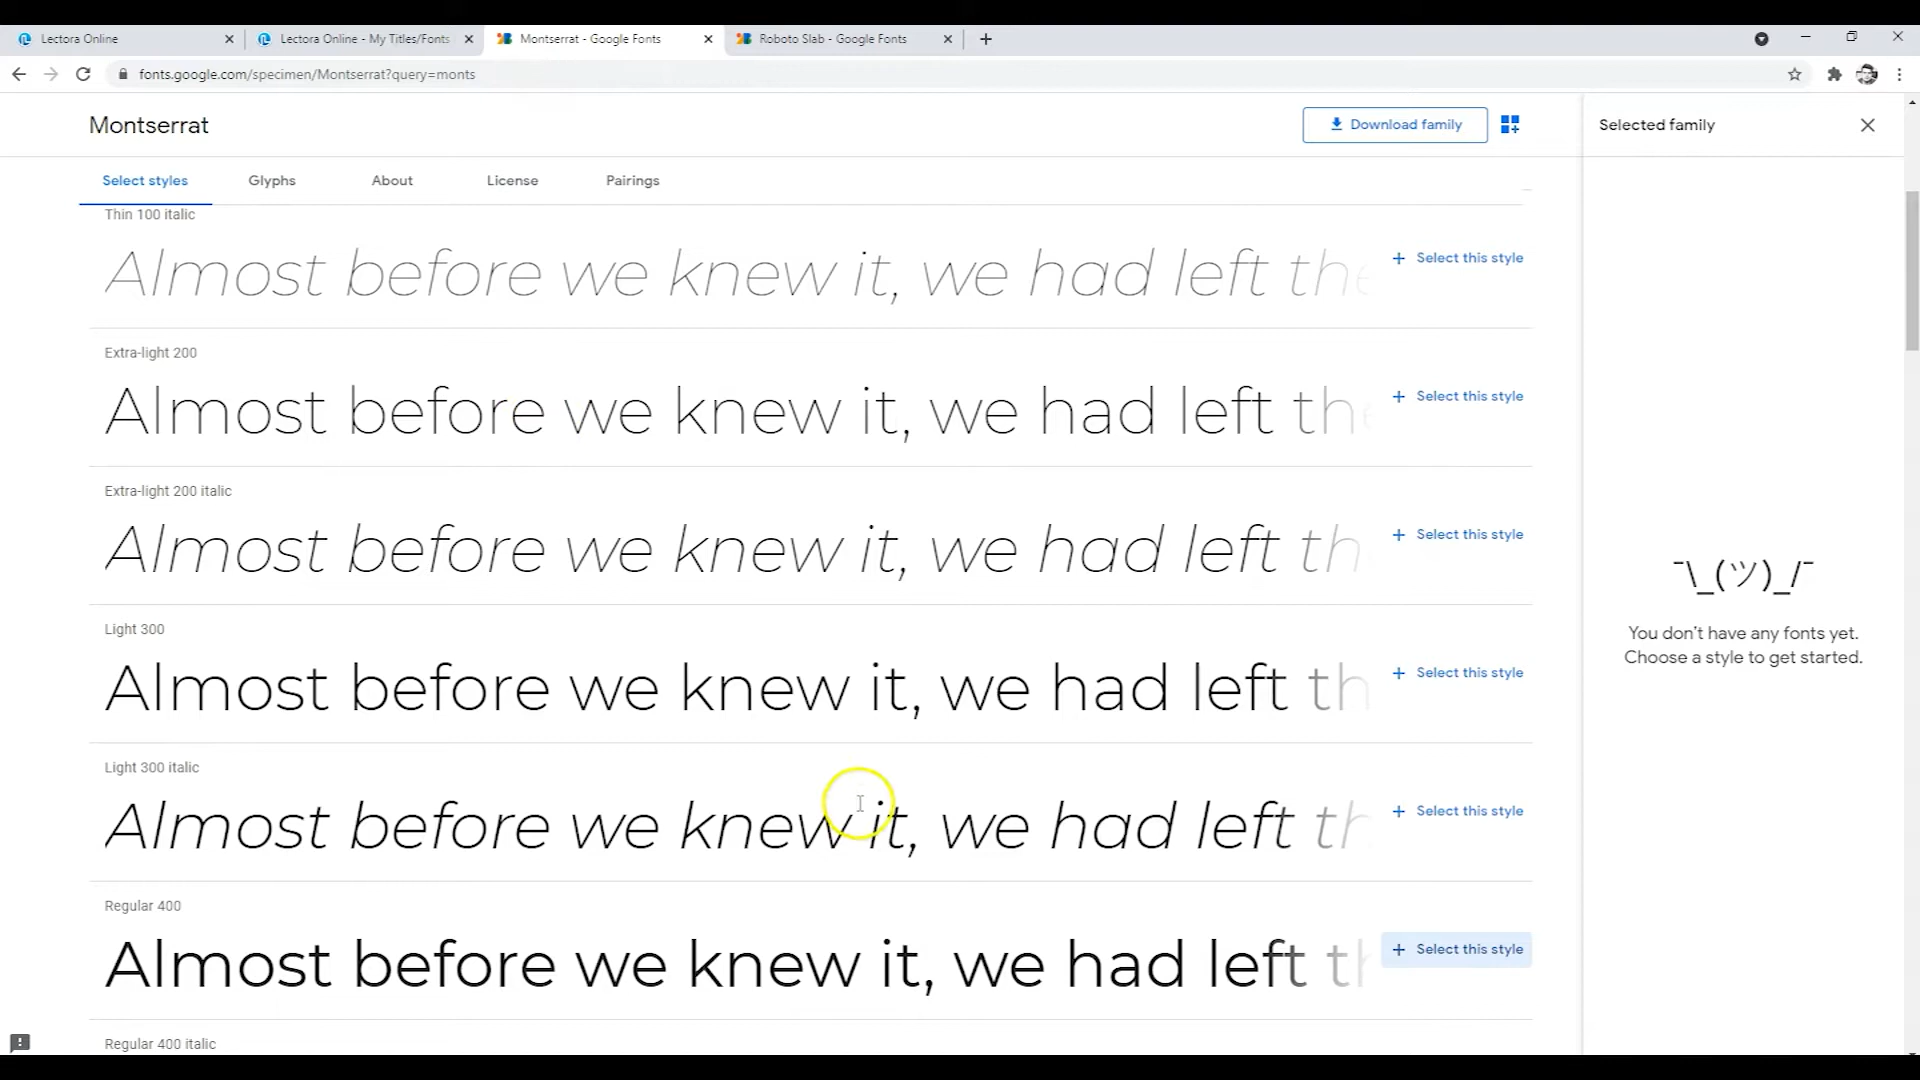 Lectora Online
Lectora Online - My Titles/Fonts
Montserrat - Google Fonts
Roboto Slab - Google Fonts
fonts.google.com/specimen/Montserrat?query=monts
Montserrat
Download family
Selected family
Select styles
Glyphs
About
License
Pairings
Thin 100 italic
Almost before we knew it, we had left the
+ Select this style
Extra-light 200
Almost before we knew it, we had left the
+ Select this style
Extra-light 200 italic
Almost before we knew it, we had left th
+ Select this style
Light 300
Almost before we knew it, we had left th
+ Select this style
Light 300 italic
Almost before we knew it, we had left th
+ Select this style
Regular 400
Almost before we knew it, we had left th
+ Select this style
Regular 400 italic
¯\_(ツ)_/¯
You don't have any fonts yet.
Choose a style to get started.